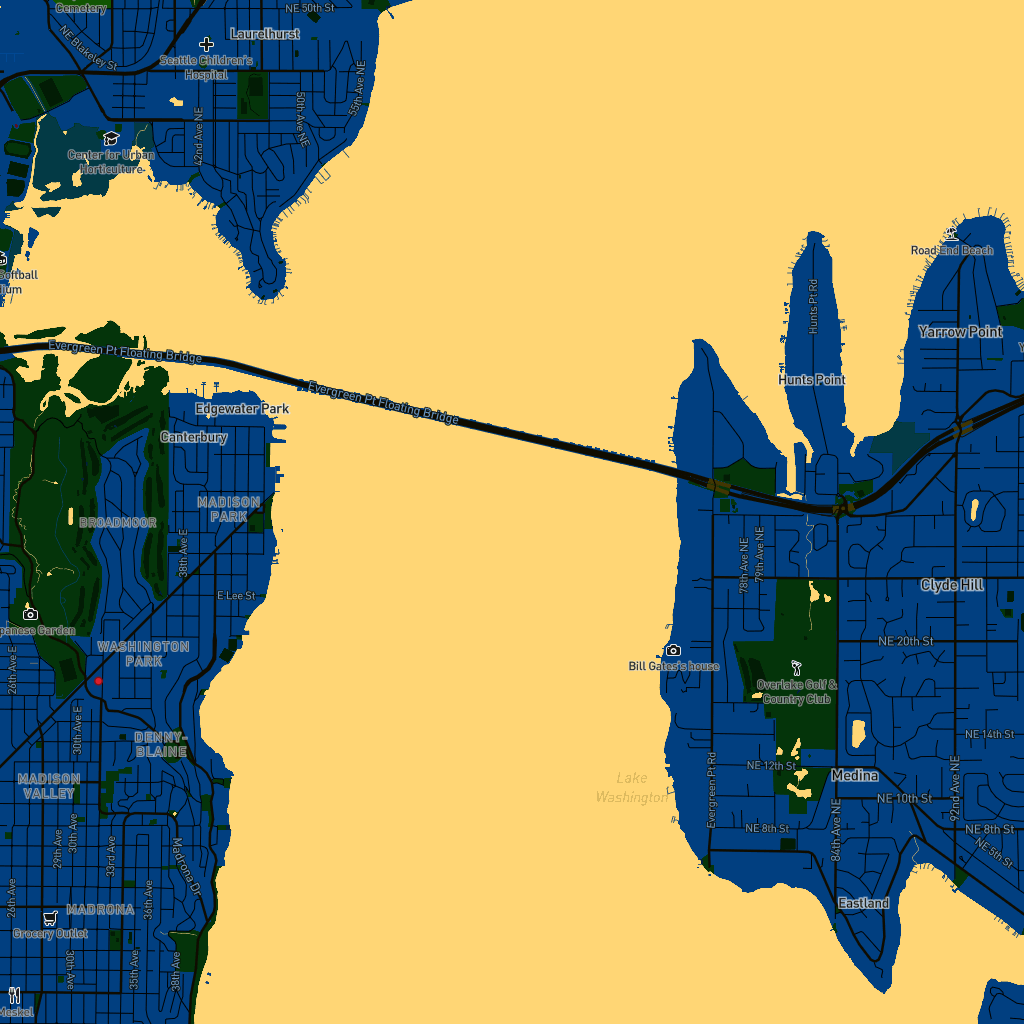 Cemetery
NE 50th St
Laurelhurst
NE Blakeley St
Seattle Children's
Hospital
55th Ave NE
50th Ave NE
42nd Ave NE
Center for Urban
Horticulture
Softball
Road End Beach
Hunts Pt Rd
Yarrow Point
Evergreen Pt Floating Bridge
Hunts Point
Evergreen Pt Floating Bridge
Edgewater Park
Canterbury
MADISON
PARK
BROADMOOR
38th Ave E
78th Ave NE
79th Ave NE
Clyde Hill
E Lee St
Garden
NE 20th St
WASHINGTON
PARK
26th Ave E
Bill Gates's house
Overlake Golf &
Country Club
30th Ave E
DENNY-
BLAINE
NE 14th St
NE 12th St
Medina
MADISON
VALLEY
Lake
Washington
Evergreen Pt Rd
92nd Ave NE
NE 10th St
84th Ave NE
NE 8th St
NE 8th St
NE 5th St
29th Ave
30th Ave
33rd Ave
Madrona Dr
26th Ave
36th Ave
MADRONA
Eastland
Grocery Outlet
30th Ave
35th Ave
38th Ave
Meskel